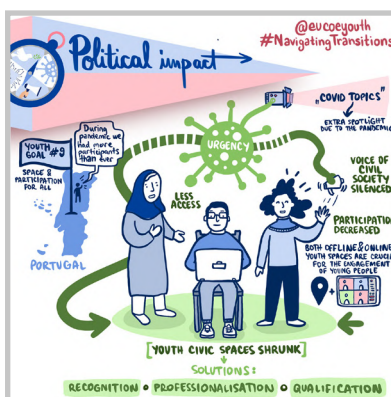 @eucoeyouth
#NavigatingTransitions
Political impact
"COVID TOPICS"
EXTRA SPOTLIGHT
DUE TO THE PANDEMIC
During
pandemic we
had more
participants
than ever
YOUTH
GOAL #9
SPACE &
PARTICIPATION
FOR ALL
PORTUGAL
URGENCY
LESS
ACCESS
VOICE OF
CIVIL
SOCIETY
SILENCED
PARTICIPATION
DECREASED
BOTH OFFLINE & ONLINE
YOUTH SPACES ARE CRUCIAL
FOR THE ENGAGEMENT
OF YOUNG PEOPLE
[YOUTH CIVIC SPACES SHRUNK]
SOLUTIONS:
RECOGNITION • PROFESSIONALISATION • QUALIFICATION